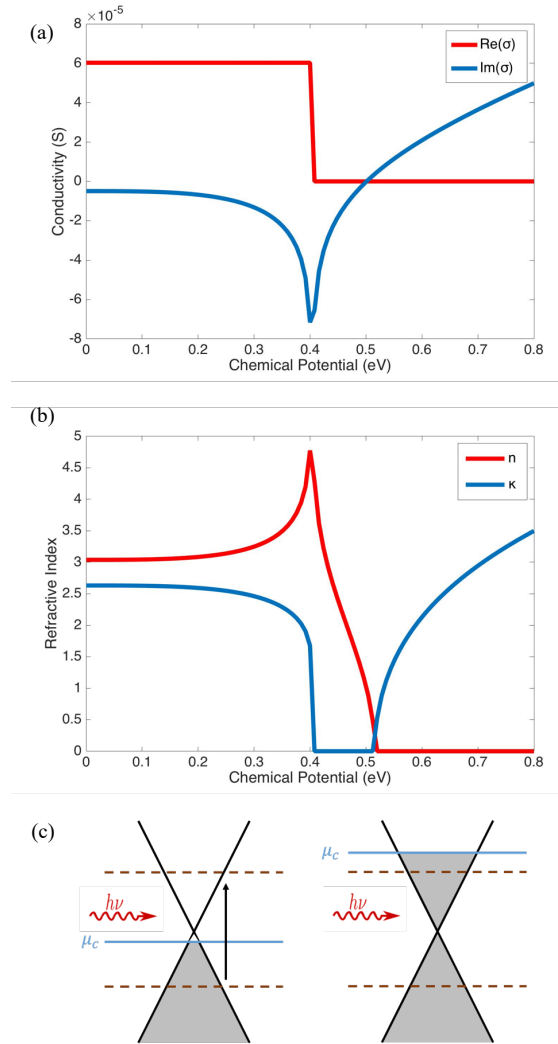 (a)
×10⁻⁵
8
6
4
2
0
-2
-4
-6
-8
Conductivity (S)
Re(σ)
Im(σ)
0 0.1 0.2 0.3 0.4 0.5 0.6 0.7 0.8
Chemical Potential (eV)
(b)
5
4.5
4
3.5
3
2.5
2
1.5
1
0.5
0
Refractive Index
n
κ
0 0.1 0.2 0.3 0.4 0.5 0.6 0.7 0.8
Chemical Potential (eV)
(c)
hν
μc
μc
hν